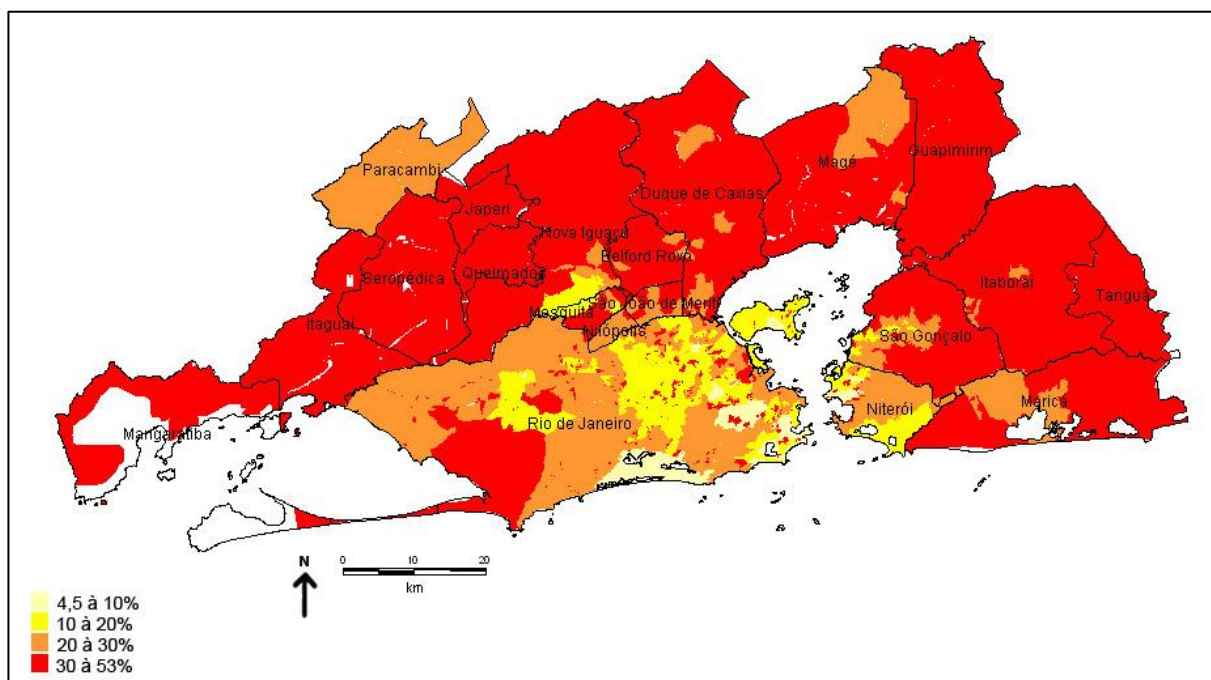 Paracambi
Magé
Guapimirim
Duque de Caxias
Japeri
Nova Iguaçu
Belford Roxo
Seropédica
Queimados
Itaboraí
Tanguá
Itaguaí
Mesquita
São João de Meriti
Nilópolis
São Gonçalo
Niterói
Maricá
Rio de Janeiro
Mangaratiba
N
0 10 20
km
4,5 à 10%
10 à 20%
20 à 30%
30 à 53%